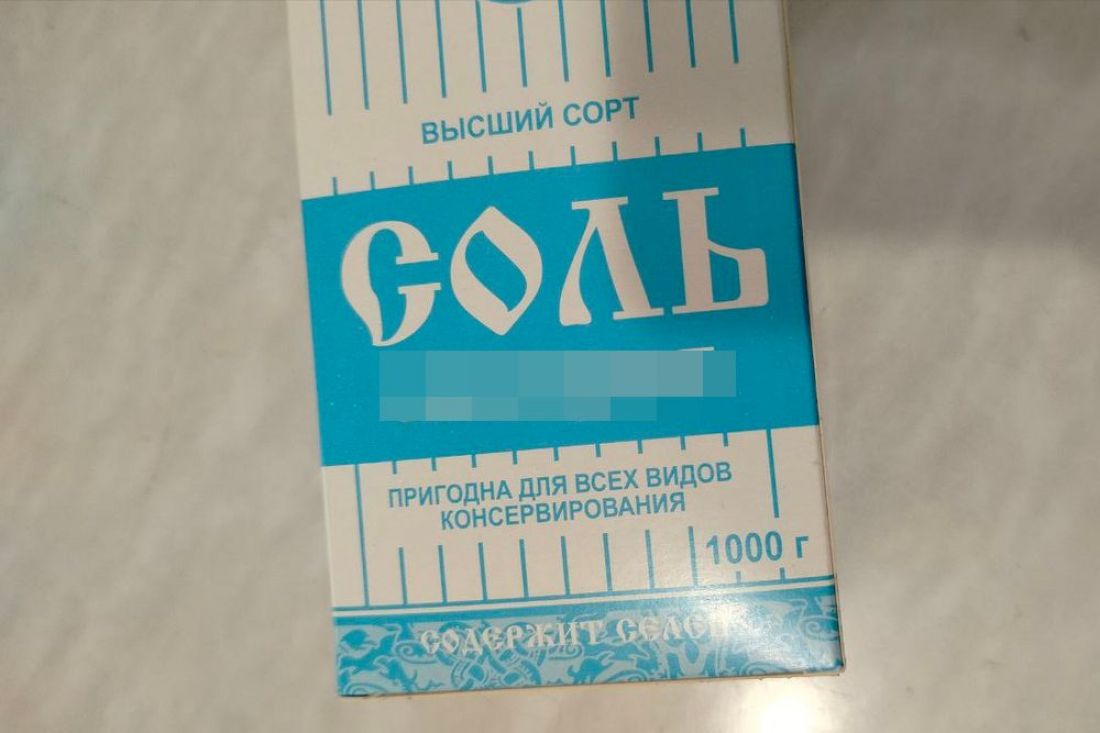 ВЫСШИЙ СОРТ
СОЛЬ
ПРИГОДНА ДЛЯ ВСЕХ ВИДОВ
КОНСЕРВИРОВАНИЯ
1000 г
СОДЕРЖИТ СЕЛЕН